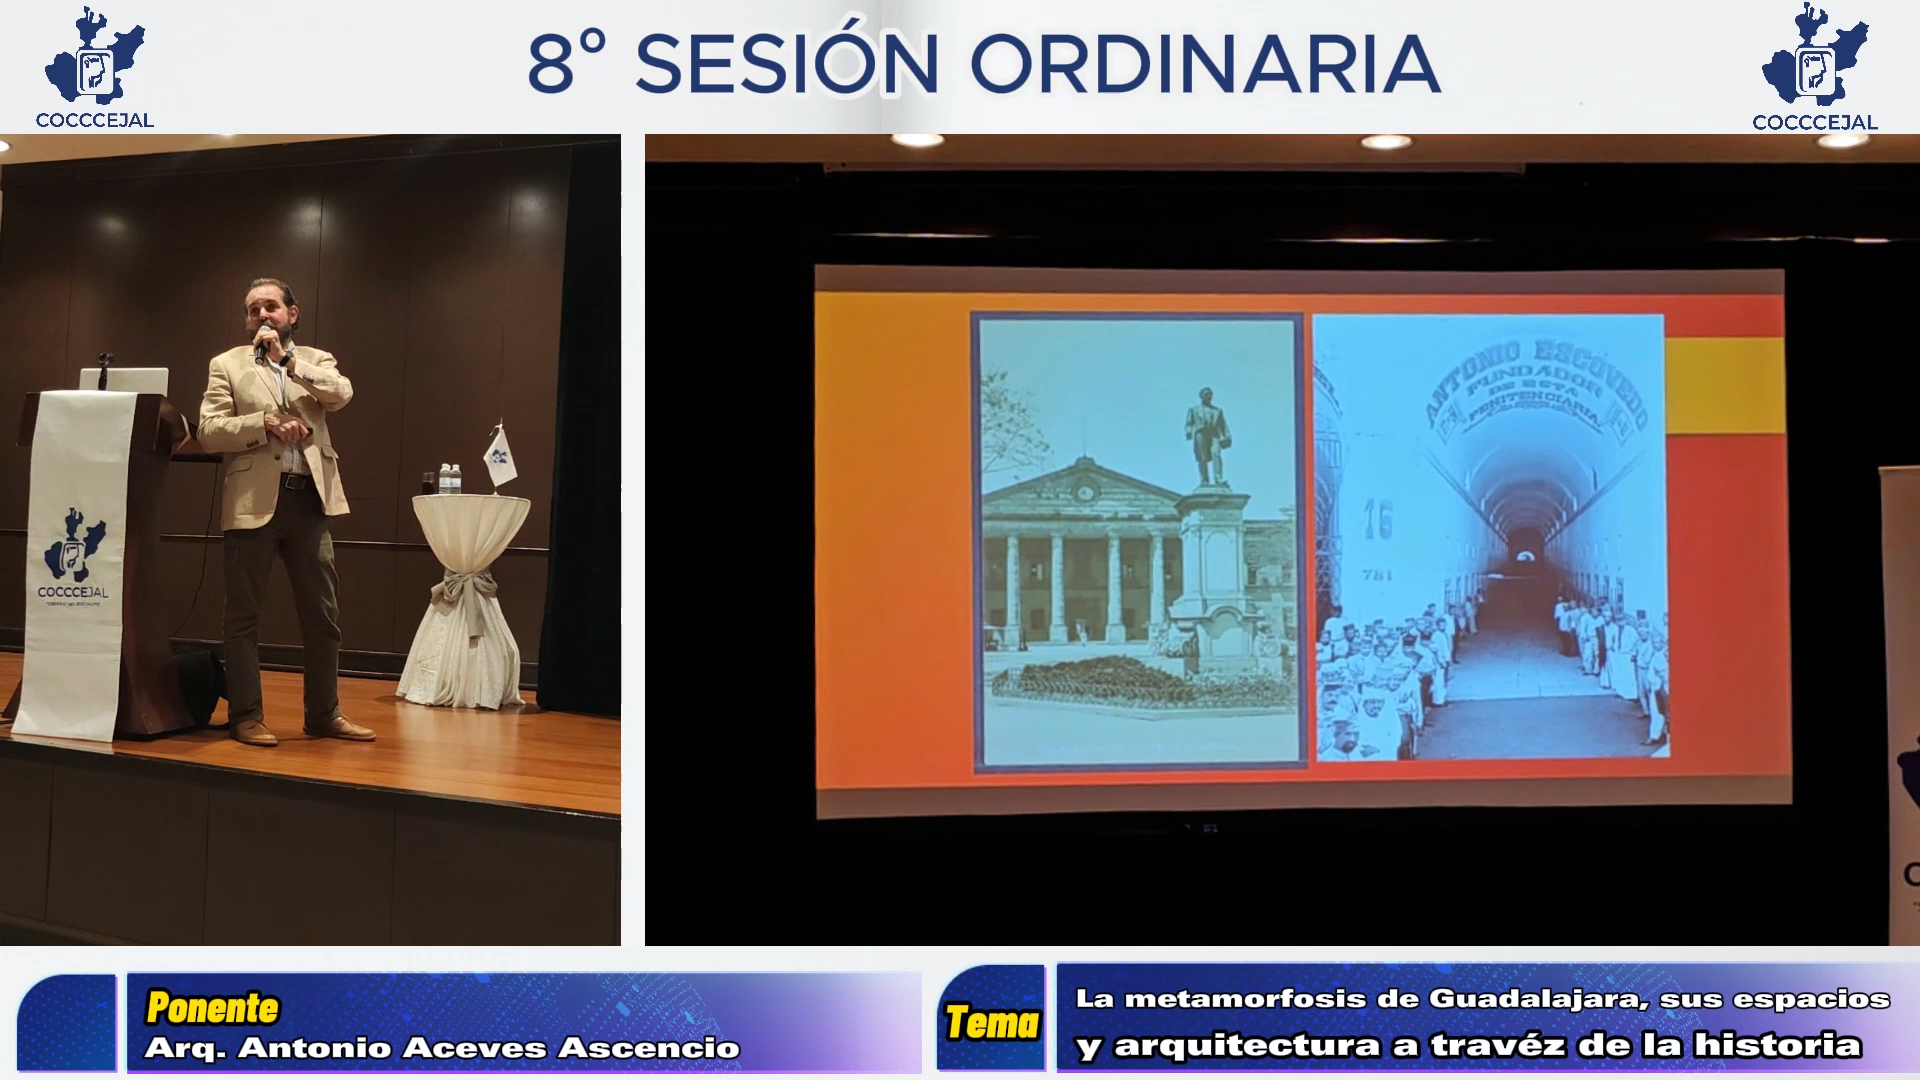 8° SESIÓN ORDINARIA
COCCCEJAL
COCCCEJAL
COCCCEJAL
ANTONIO ESCOVEDO
FUNDADOR
DE ESTA
PENITENCIARIA
16
781
Ponente
Arq. Antonio Aceves Ascencio
Tema
La metamorfosis de Guadalajara, sus espacios
y arquitectura a travéz de la historia